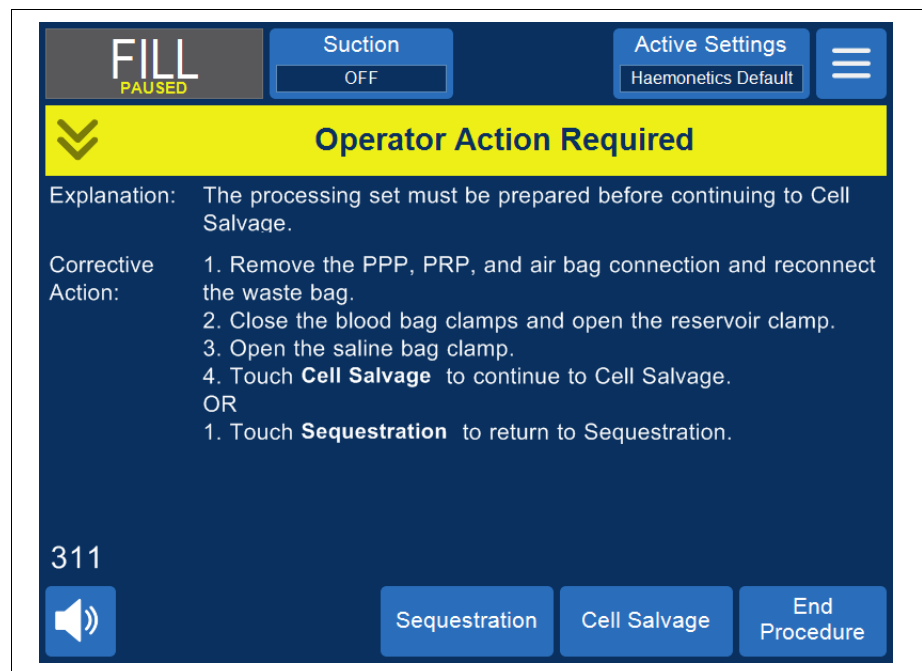 FILL
PAUSED
Suction
OFF
Active Settings
Haemonetics Default
Operator Action Required
Explanation:
The processing set must be prepared before continuing to Cell
Salvage.
Corrective
Action:
1. Remove the PPP, PRP, and air bag connection and reconnect
the waste bag.
2. Close the blood bag clamps and open the reservoir clamp.
3. Open the saline bag clamp.
4. Touch Cell Salvage to continue to Cell Salvage.
OR
1. Touch Sequestration to return to Sequestration.
311
Sequestration
Cell Salvage
End
Procedure